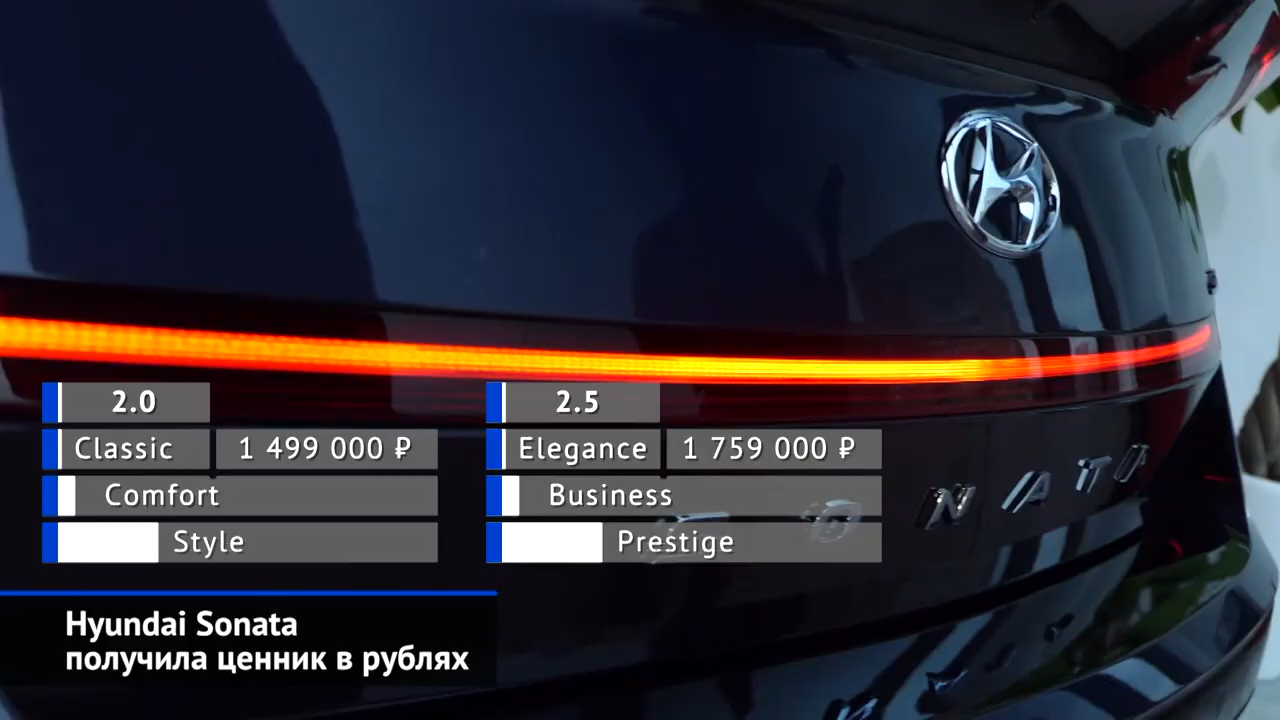 2.0
Classic 1 499 000 ₽
Comfort
Style
2.5
Elegance 1 759 000 ₽
Business
Prestige
Hyundai Sonata
получила ценник в рублях